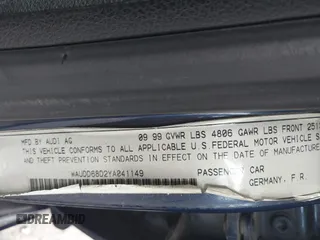 MFD BY AUDI AG 09 99 GVWR LBS 4806 GAWR LBS FRONT 251
THIS VEHICLE CONFORMS TO ALL APPLICABLE U.S FEDERAL MOTOR VEHICLE
AND THEFT PREVENTION STANDARDS IN EFFECT ON THE DATE OF MANUFACTURE
WAUDD68D2YA041149 PASSENGER CAR
GERMANY, F R.
DREAMBID